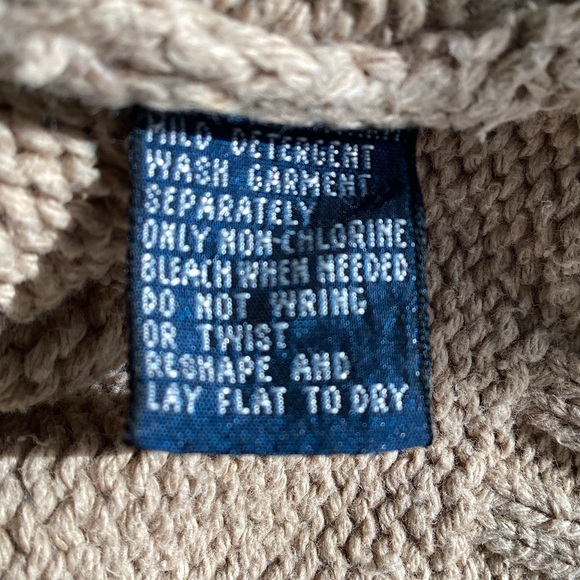 MILD DETERGENT
WASH GARMENT
SEPARATELY
ONLY NON-CHLORINE
BLEACH WHEN NEEDED
DO NOT WRING
OR TWIST
RESHAPE AND
LAY FLAT TO DRY